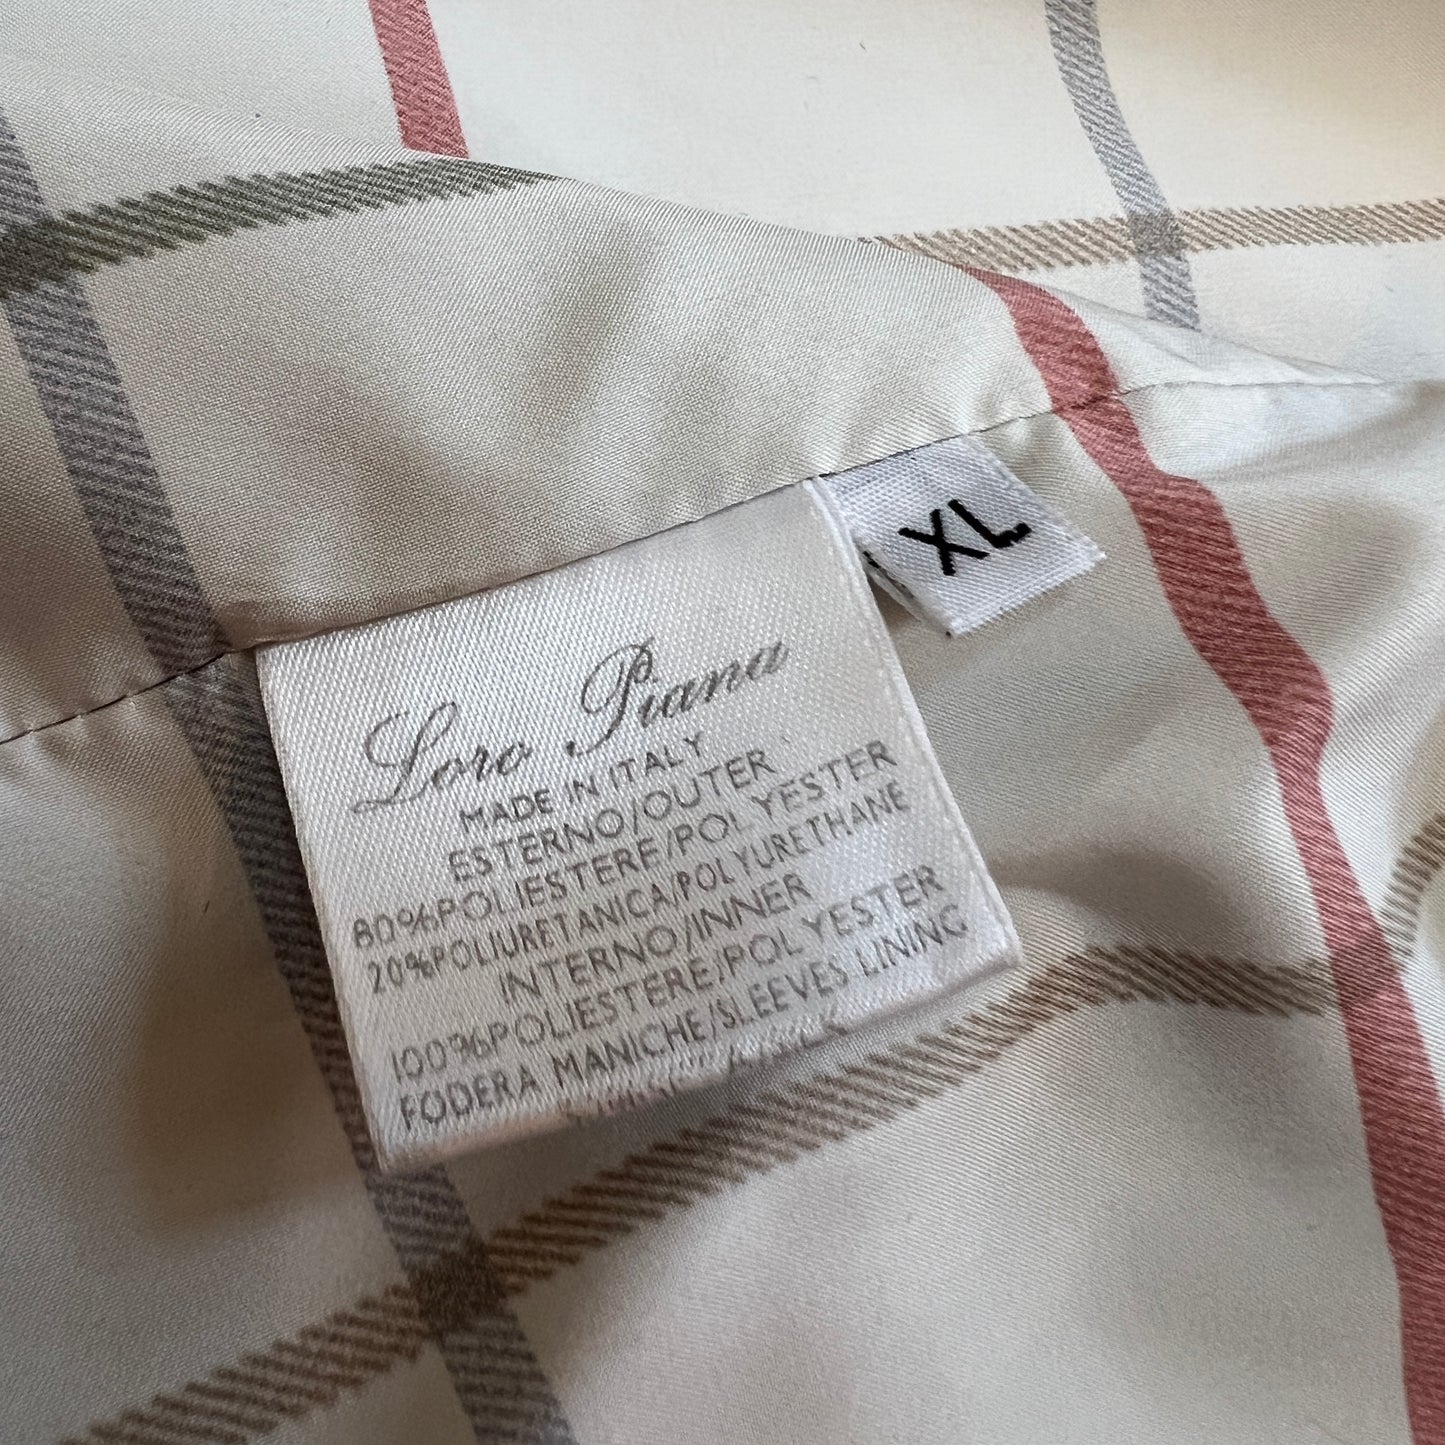 XL
Loro Piana
MADE IN ITALY
ESTERNO/OUTER
80%POLIESTERE/POLYESTER
20%POLIURETANICA/POLYURETHANE
INTERNO/INNER
100%POLIESTERE/POLYESTER
FODERA MANICHE/SLEEVES LINING